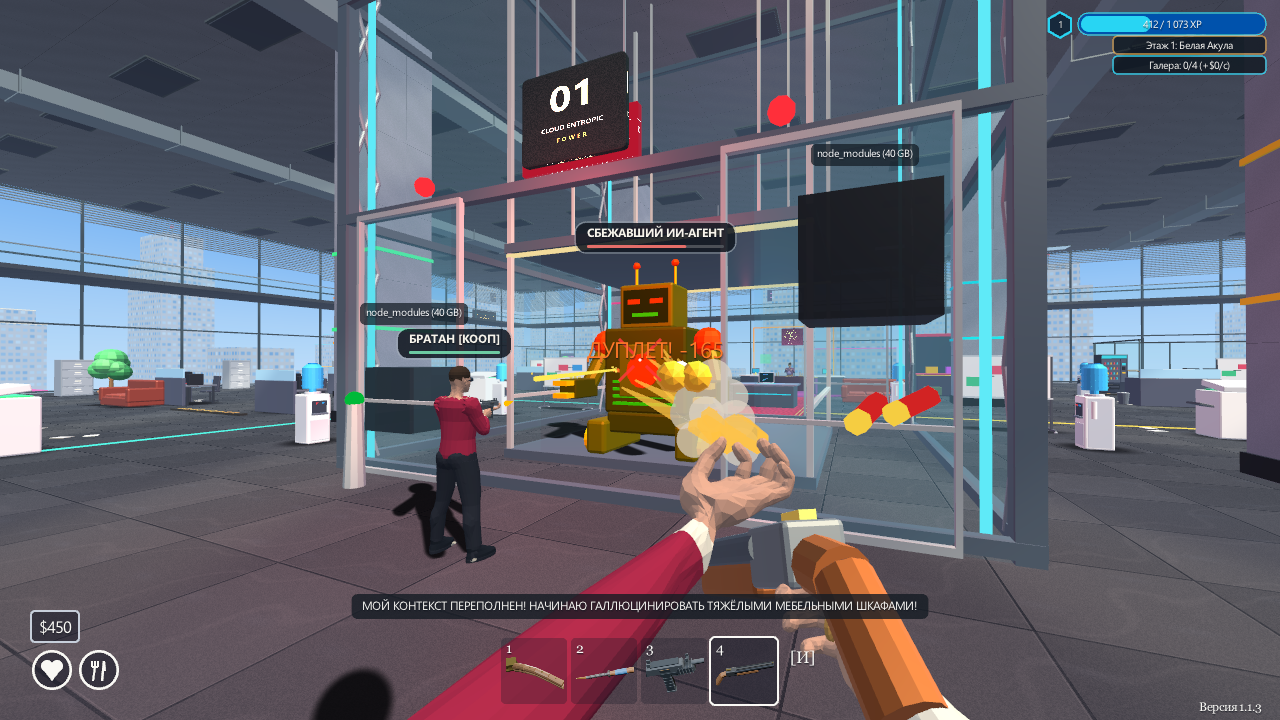 1
412 / 1 073 XP
Этаж 1: Белая Акула
Галера: 0/4 (+$0/с)
01
CLOUD ENTROPIC
TOWER
node_modules (40 GB)
СБЕЖАВШИЙ ИИ-АГЕНТ
node_modules (40 GB)
БРАТАН [КООП]
ДУПЛЕТ! -165
МОЙ КОНТЕКСТ ПЕРЕПОЛНЕН! НАЧИНАЮ ГАЛЛЮЦИНИРОВАТЬ ТЯЖЁЛЫМИ МЕБЕЛЬНЫМИ ШКАФАМИ!
$450
1
2
3
4
[И]
Версия 1.1.3